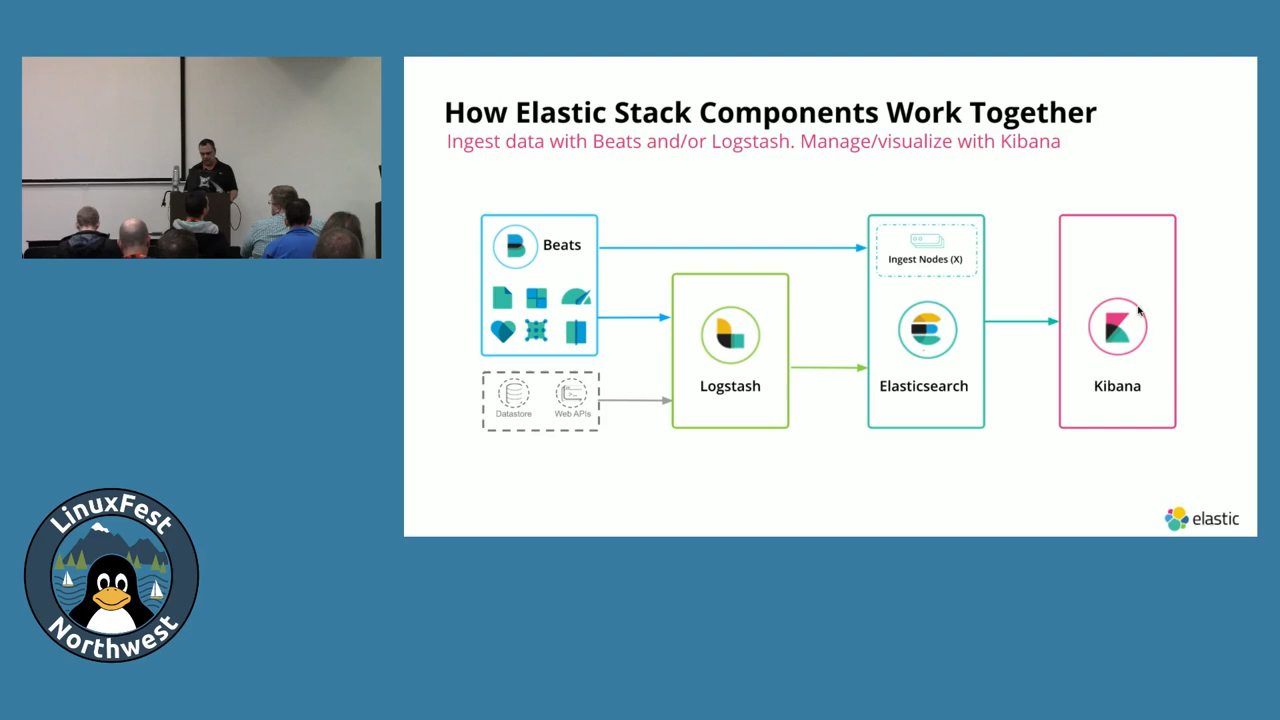 How Elastic Stack Components Work Together
Ingest data with Beats and/or Logstash. Manage/visualize with Kibana
Beats
Datastore
Web APIs
Logstash
Ingest Nodes (X)
Elasticsearch
Kibana
elastic
LinuxFest
Northwest